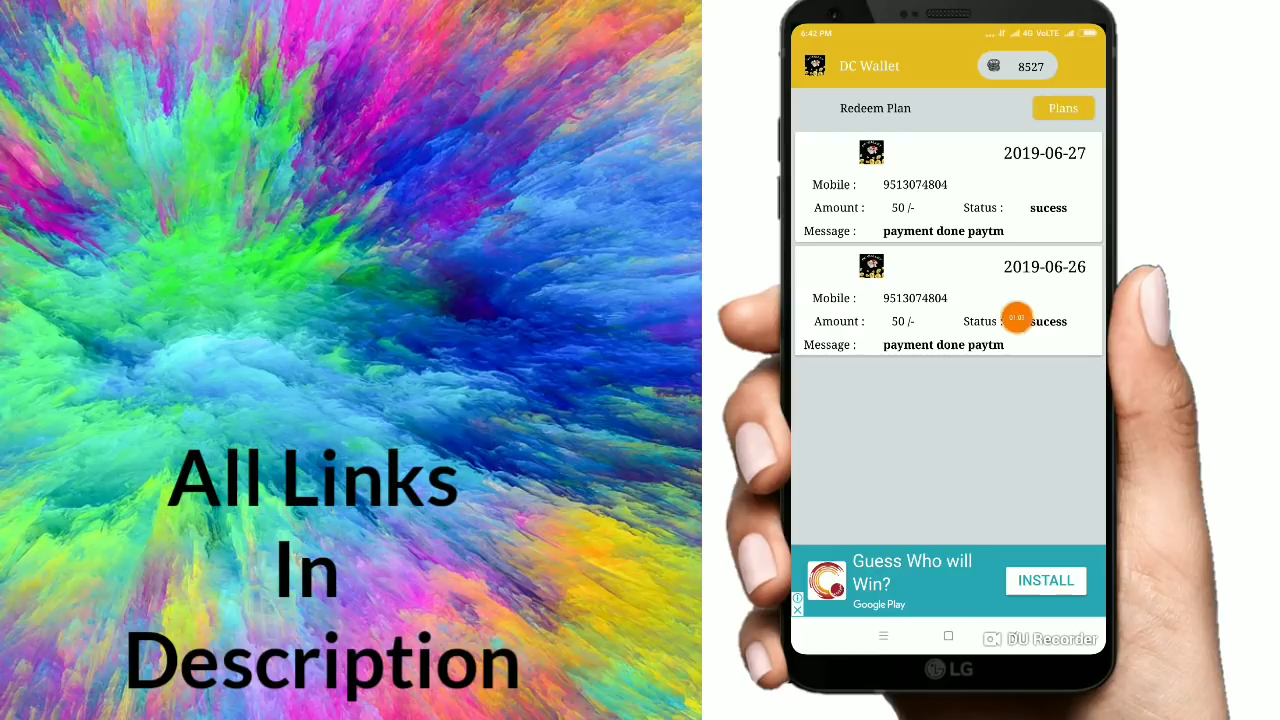 All Links
In
Description
6:42 PM
4G VoLTE
DC Wallet
8527
Redeem Plan
Plans
2019-06-27
Mobile : 9513074804
Amount : 50 /- Status : sucess
Message : payment done paytm
2019-06-26
Mobile : 9513074804
Amount : 50 /- Status : sucess
01:03
Message : payment done paytm
Guess Who will
Win?
Google Play
INSTALL
DU Recorder
LG